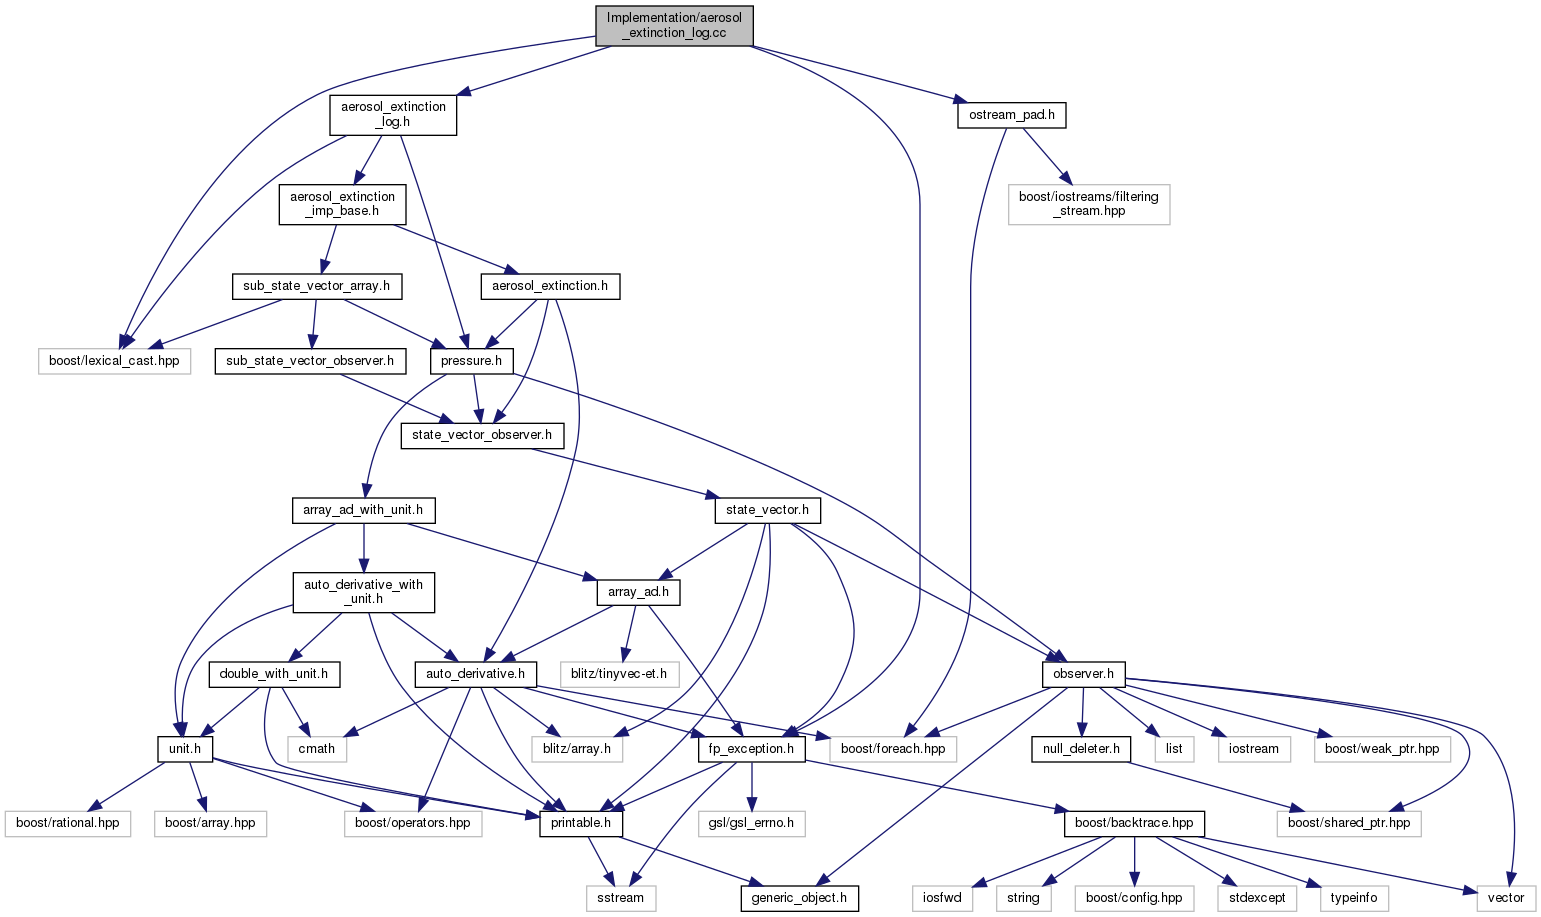 Implementation/aerosol
_extinction_log.cc
aerosol_extinction
_log.h
ostream_pad.h
aerosol_extinction
_imp_base.h
boost/iostreams/filtering
_stream.hpp
sub_state_vector_array.h
aerosol_extinction.h
boost/lexical_cast.hpp
sub_state_vector_observer.h
pressure.h
state_vector_observer.h
array_ad_with_unit.h
state_vector.h
auto_derivative_with
_unit.h
array_ad.h
double_with_unit.h
auto_derivative.h
blitz/tinyvec-et.h
observer.h
unit.h
cmath
blitz/array.h
fp_exception.h
boost/foreach.hpp
null_deleter.h
list
iostream
boost/weak_ptr.hpp
boost/rational.hpp
boost/array.hpp
boost/operators.hpp
printable.h
gsl/gsl_errno.h
boost/backtrace.hpp
boost/shared_ptr.hpp
sstream
generic_object.h
iosfwd
string
boost/config.hpp
stdexcept
typeinfo
vector